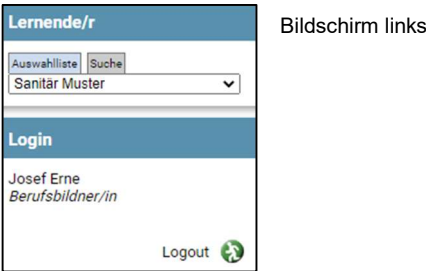 Lernende/r
Bildschirm links
Auswahlliste Suche
Sanitär Muster
Login
Josef Erne
Berufsbildner/in
Logout